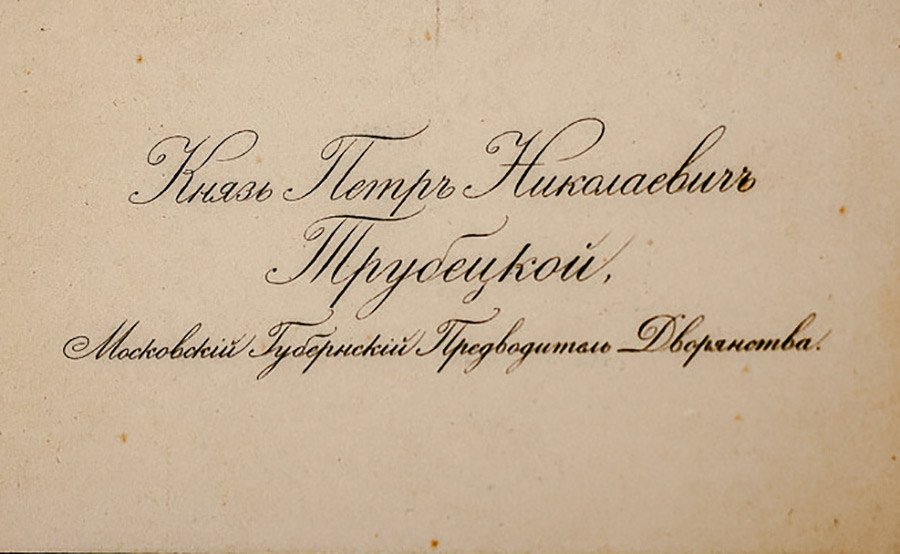 Князь Петръ Николаевичъ
Трубецкой,
Московскій Губернскій Предводитель Дворянства.